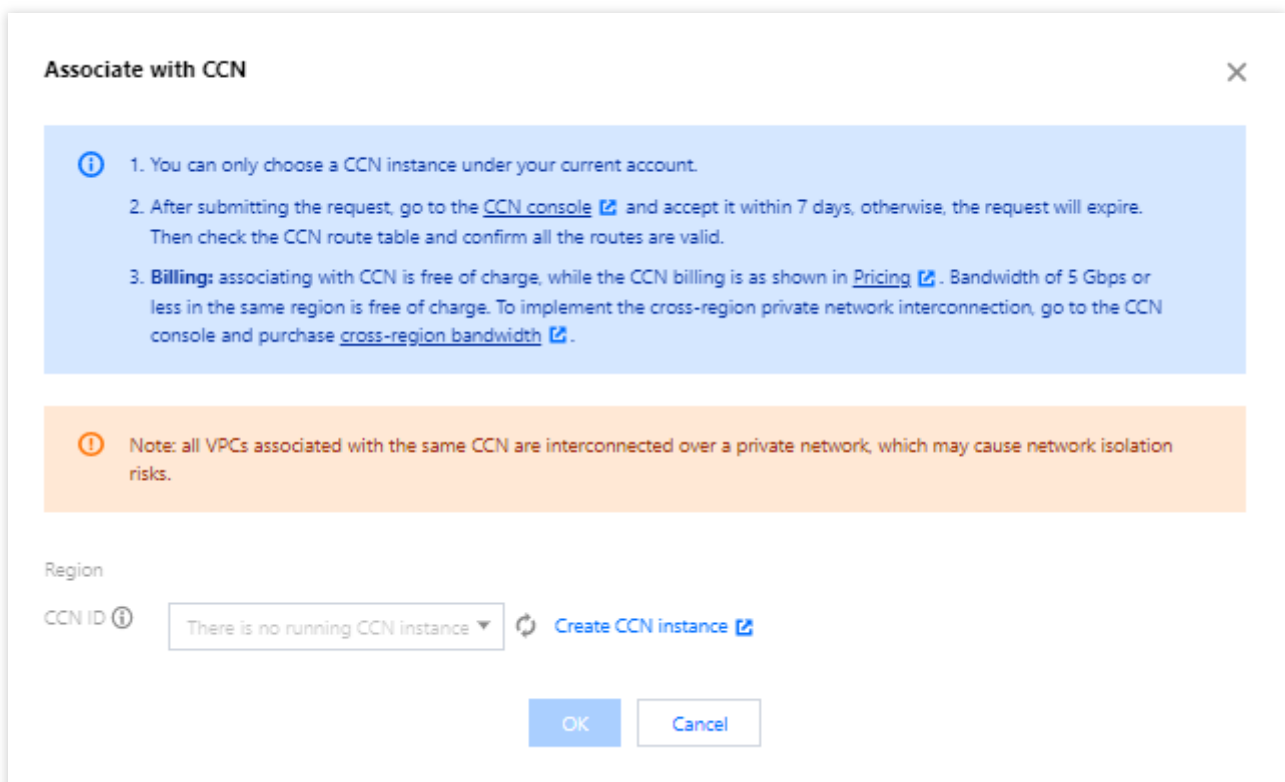 Associate with CCN
1. You can only choose a CCN instance under your current account.
2. After submitting the request, go to the CCN console and accept it within 7 days, otherwise, the request will expire.
Then check the CCN route table and confirm all the routes are valid.
3. Billing: associating with CCN is free of charge, while the CCN billing is as shown in Pricing . Bandwidth of 5 Gbps or
less in the same region is free of charge. To implement the cross-region private network interconnection, go to the CCN
console and purchase cross-region bandwidth .
Note: all VPCs associated with the same CCN are interconnected over a private network, which may cause network isolation
risks.
Region
CCN ID There is no running CCN instance Create CCN instance
OK Cancel